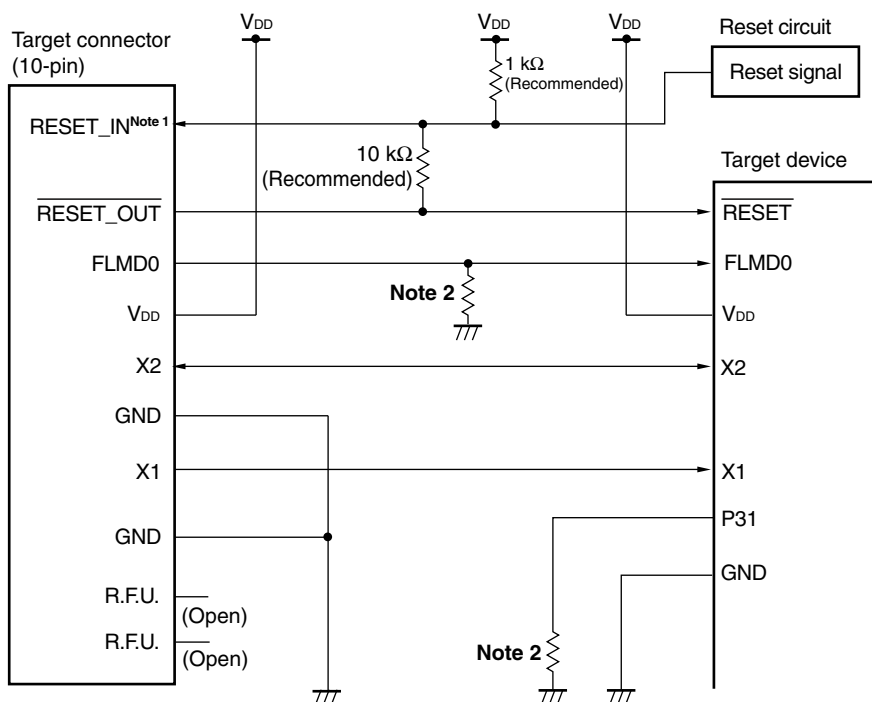 VDD
VDD
VDD
Target connector
(10-pin)
Reset circuit
Reset signal
1 kΩ
(Recommended)
RESET_INNote 1
10 kΩ
(Recommended)
Target device
RESET_OUT
RESET
FLMD0
FLMD0
Note 2
VDD
VDD
X2
X2
GND
X1
X1
P31
GND
GND
R.F.U.
(Open)
R.F.U.
(Open)
Note 2